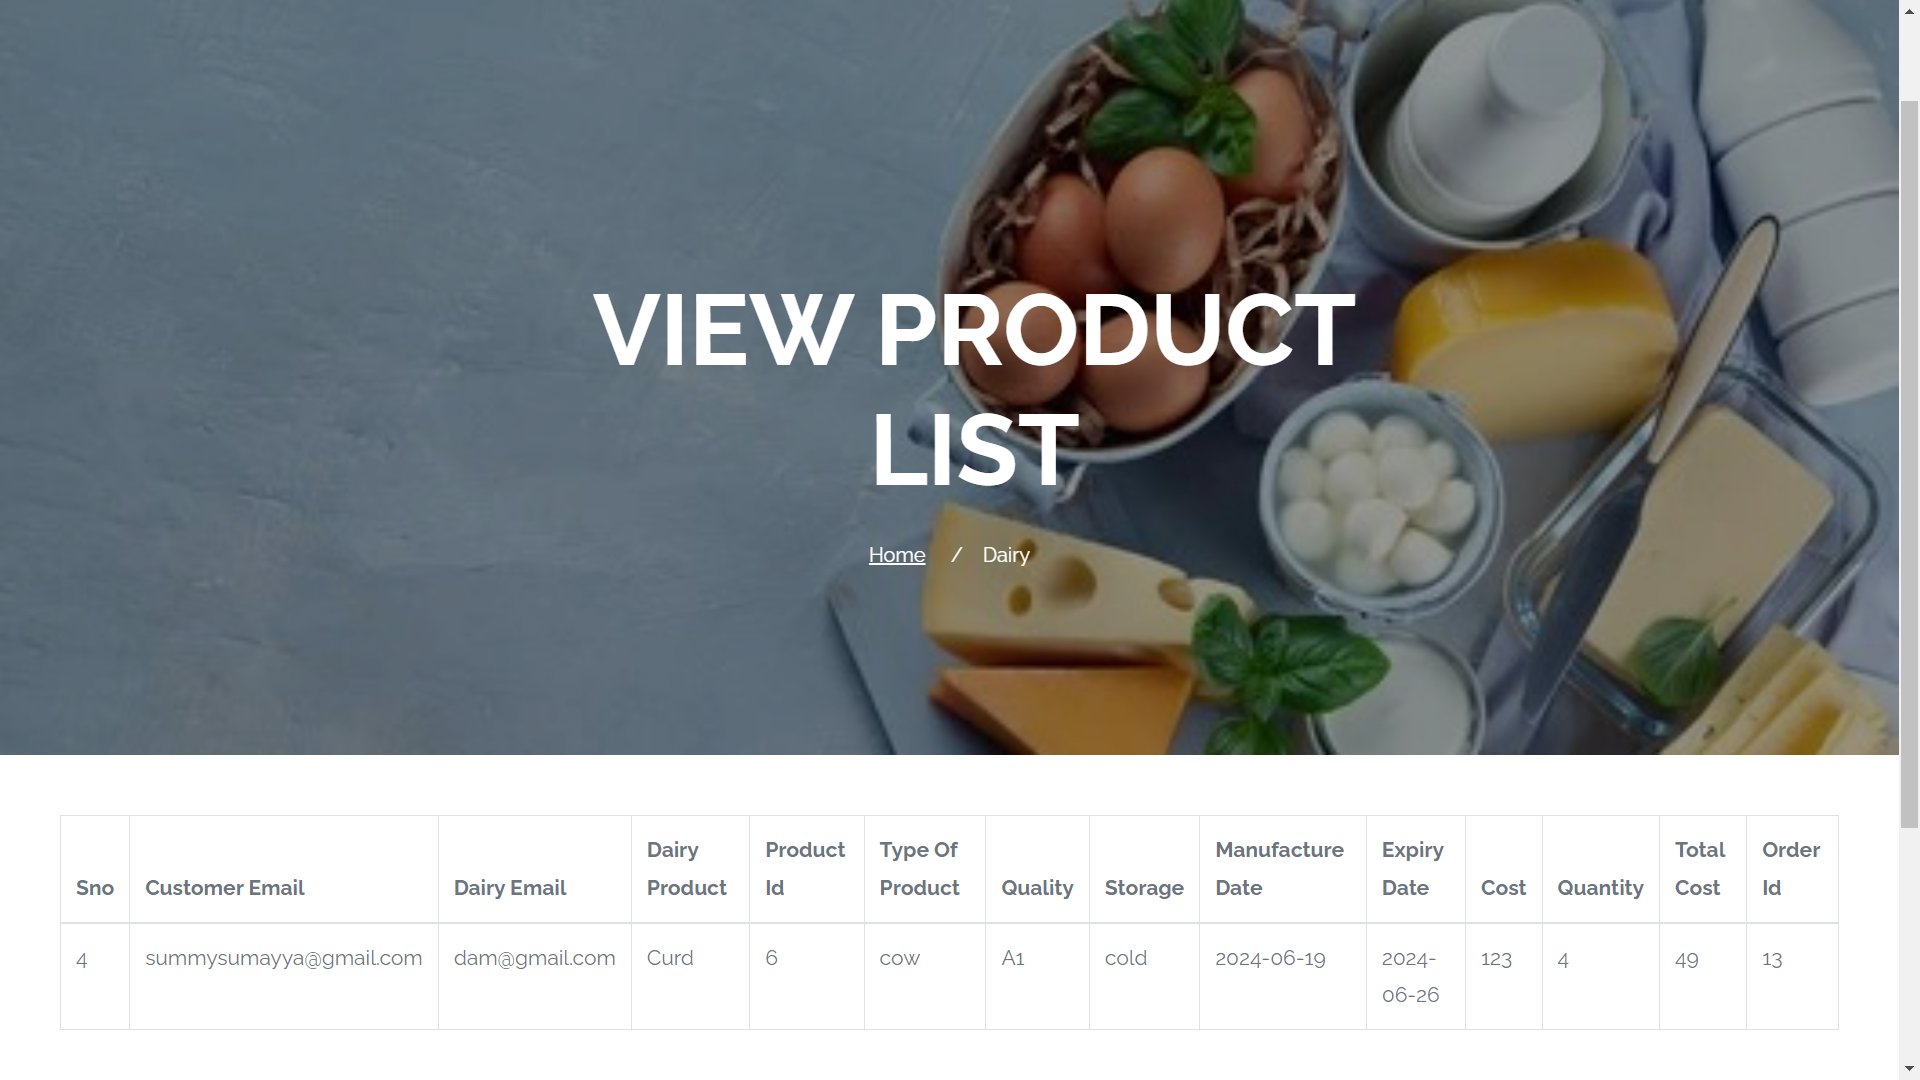 VIEW PRODUCT
LIST
Home / Dairy
Sno Customer Email Dairy Email Dairy Product Product Id Type Of Product Quality Storage Manufacture Date Expiry Date Cost Quantity Total Cost Order Id
4 summysumayya@gmail.com dam@gmail.com Curd 6 cow A1 cold 2024-06-19 2024-06-26 123 4 49 13